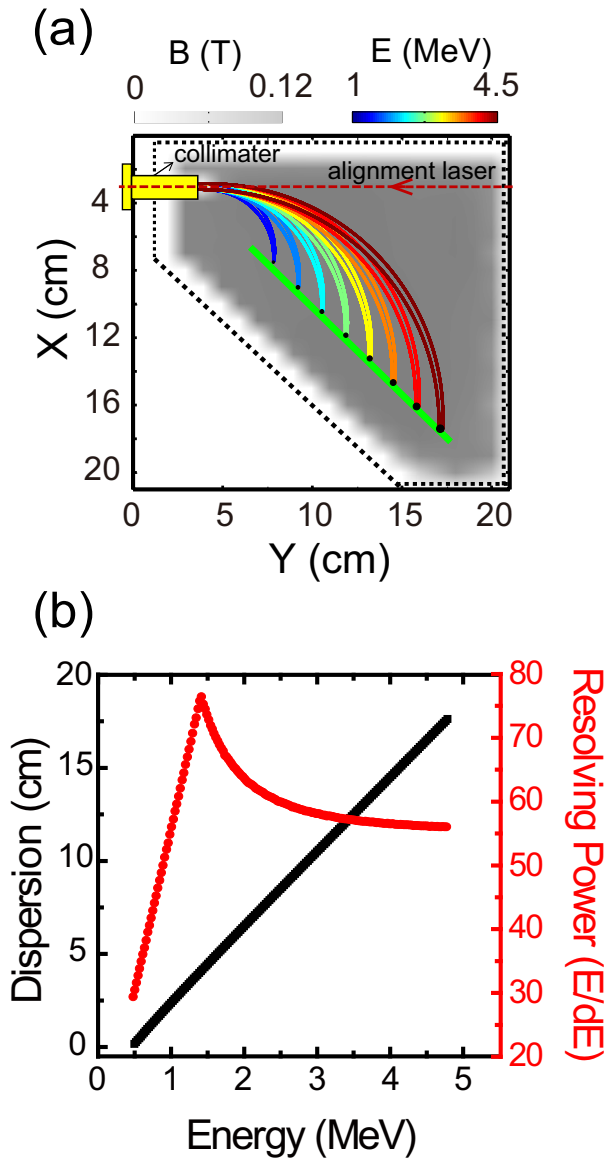 (a)
B (T)
E (MeV)
0
0.12
1
4.5
collimater
alignment laser
4
8
12
16
20
X (cm)
0
5
10
15
20
Y (cm)
(b)
20
15
10
5
0
Dispersion (cm)
80
70
60
50
40
30
20
Resolving Power (E/dE)
0
1
2
3
4
5
Energy (MeV)